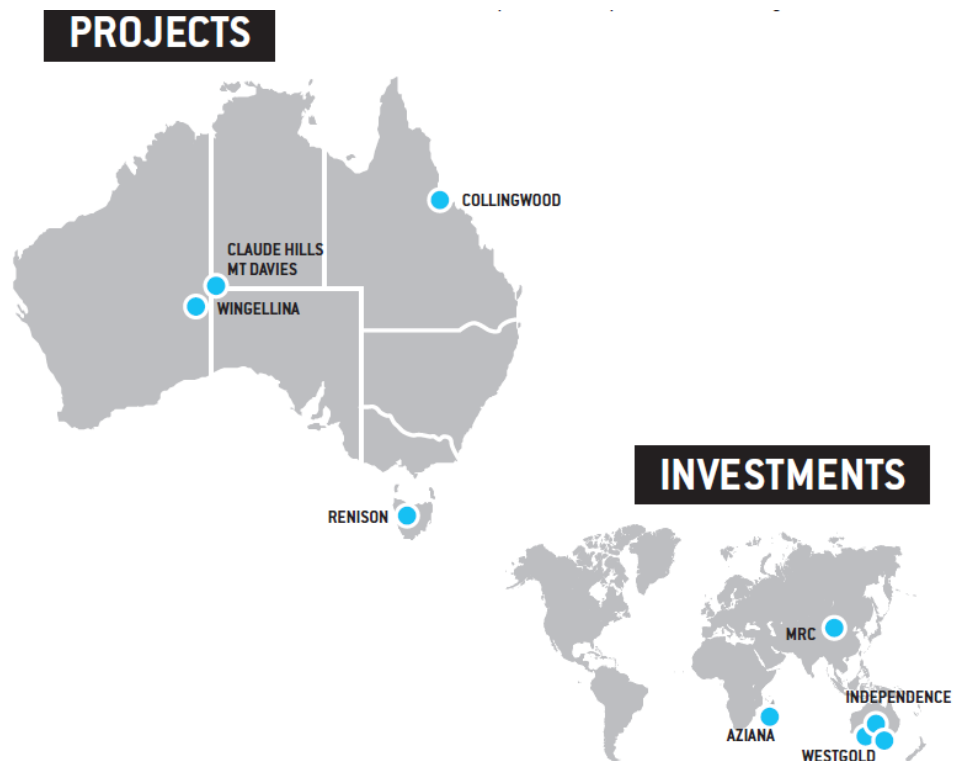 PROJECTS
COLLINGWOOD
CLAUDE HILLS
MT DAVIES
WINGELLINA
RENISON
INVESTMENTS
MRC
INDEPENDENCE
AZIANA
WESTGOLD